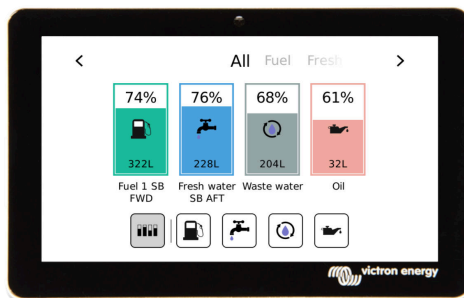 All Fuel Fresh
74% 76% 68% 61%
322L 228L 204L 32L
Fuel 1 SB Fresh water Waste water Oil
FWD SB AFT
victron energy